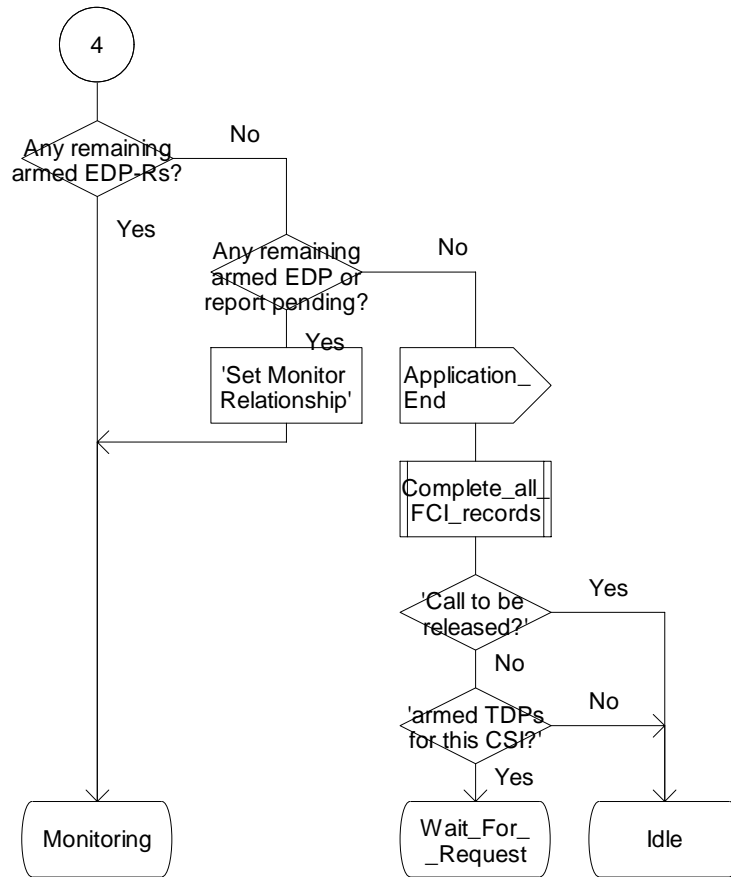 4
Any remaining
armed EDP-Rs?
No
Yes
Any remaining
armed EDP or
report pending?
No
Yes
'Set Monitor
Relationship'
Application_
End
Complete_all_
FCI_records
'Call to be
released?'
Yes
No
'armed TDPs
for this CSI?'
No
Yes
Monitoring
Wait_For_
_Request
Idle